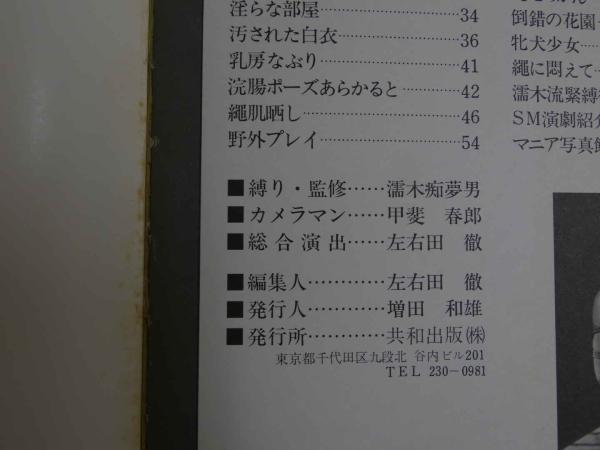 淫らな部屋……………………34
汚された白衣…………………36
乳房なぶり……………………41
浣腸ポーズあらかると………42
縄肌晒し………………………46
野外プレイ……………………54
倒錯の花園
牝犬少女……
縄に悶えて…
濡木流緊縛
SM演劇紹介
マニア写真館
■縛り・監修……濡木痴夢男
■カメラマン……甲斐 春郎
■総合演出……左右田 徹
■編集人…………左右田 徹
■発行人…………増田 和雄
■発行所…………共和出版㈱
東京都千代田区九段北 谷内ビル201
TEL 230-0981